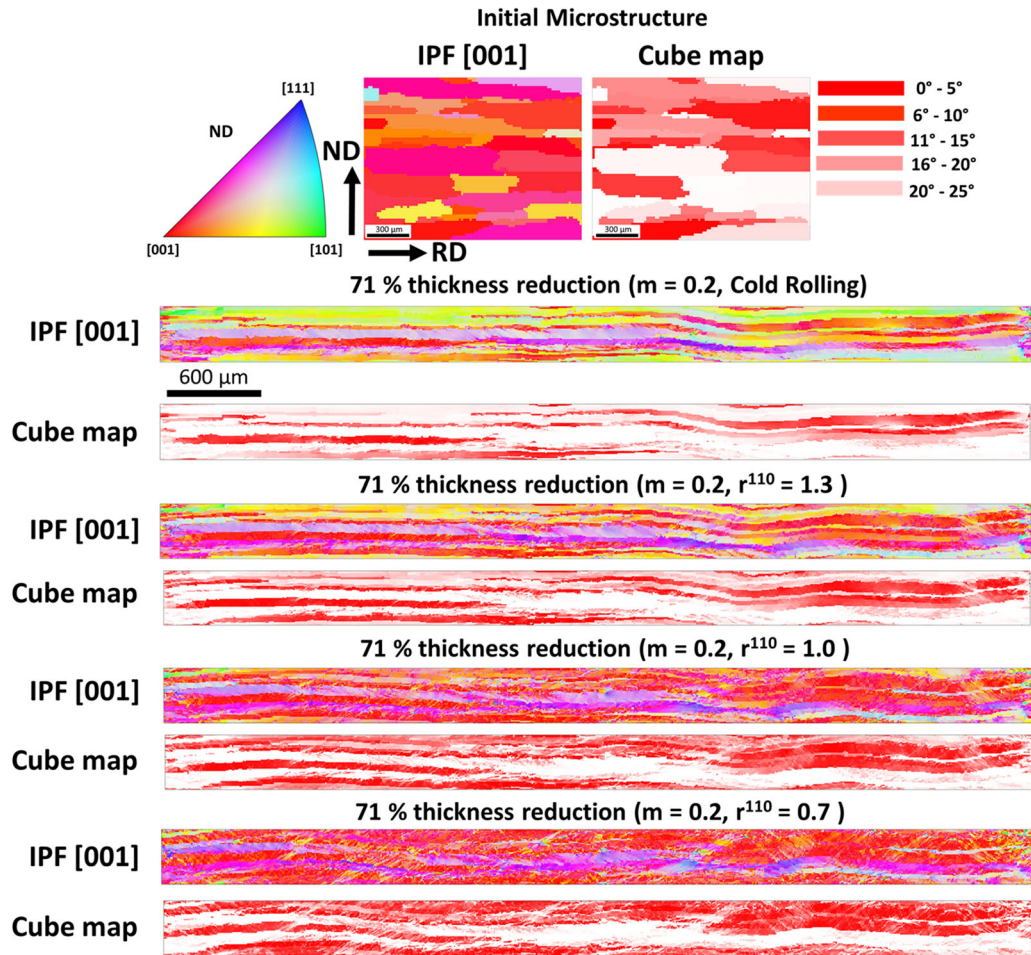 Initial Microstructure
IPF [001]
Cube map
[111]
ND
[001]
[101]
ND
RD
300 µm
300 µm
0° - 5°
6° - 10°
11° - 15°
16° - 20°
20° - 25°
71 % thickness reduction (m = 0.2, Cold Rolling)
IPF [001]
600 µm
Cube map
71 % thickness reduction (m = 0.2, r¹¹⁰ = 1.3 )
IPF [001]
Cube map
71 % thickness reduction (m = 0.2, r¹¹⁰ = 1.0 )
IPF [001]
Cube map
71 % thickness reduction (m = 0.2, r¹¹⁰ = 0.7 )
IPF [001]
Cube map